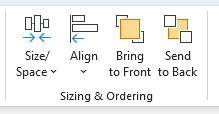 Size/
Space
Align
Bring
to Front
Send
to Back
Sizing & Ordering